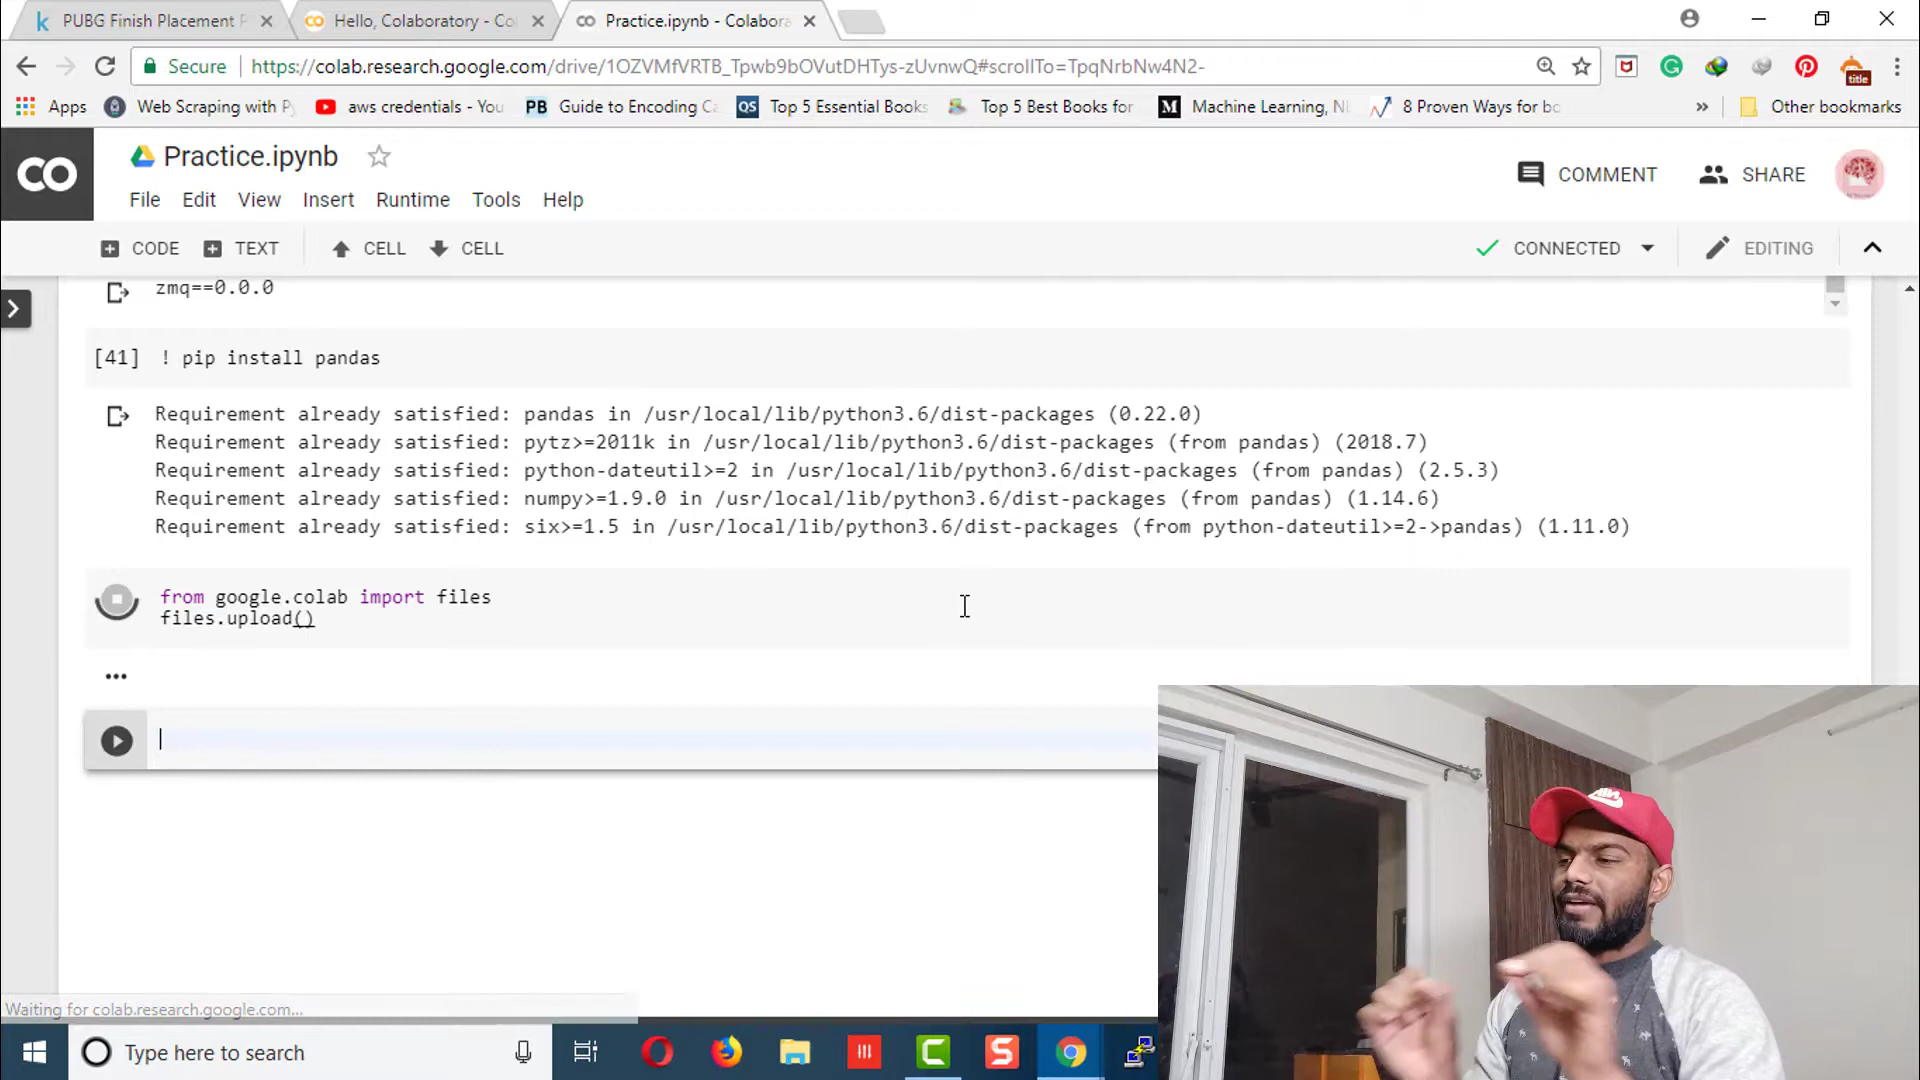 PUBG Finish Placement P
Hello, Colaboratory - Co
Practice.ipynb - Colabora
Secure
https://colab.research.google.com/drive/1OZVMfVRTB_Tpwb9bOVutDHTys-zUvnwQ#scrollTo=TpqNrbNw4N2-
title
Apps
Web Scraping with Py
aws credentials - You
PB Guide to Encoding Ca
QS Top 5 Essential Books
Top 5 Best Books for
M Machine Learning, NL
8 Proven Ways for bo
»
Other bookmarks
CO
Practice.ipynb
COMMENT
SHARE
File Edit View Insert Runtime Tools Help
CODE
TEXT
CELL
CELL
CONNECTED
EDITING
zmq==0.0.0
[41] ! pip install pandas
Requirement already satisfied: pandas in /usr/local/lib/python3.6/dist-packages (0.22.0)
Requirement already satisfied: pytz>=2011k in /usr/local/lib/python3.6/dist-packages (from pandas) (2018.7)
Requirement already satisfied: python-dateutil>=2 in /usr/local/lib/python3.6/dist-packages (from pandas) (2.5.3)
Requirement already satisfied: numpy>=1.9.0 in /usr/local/lib/python3.6/dist-packages (from pandas) (1.14.6)
Requirement already satisfied: six>=1.5 in /usr/local/lib/python3.6/dist-packages (from python-dateutil>=2->pandas) (1.11.0)
from google.colab import files
files.upload()
...
Waiting for colab.research.google.com...
Type here to search